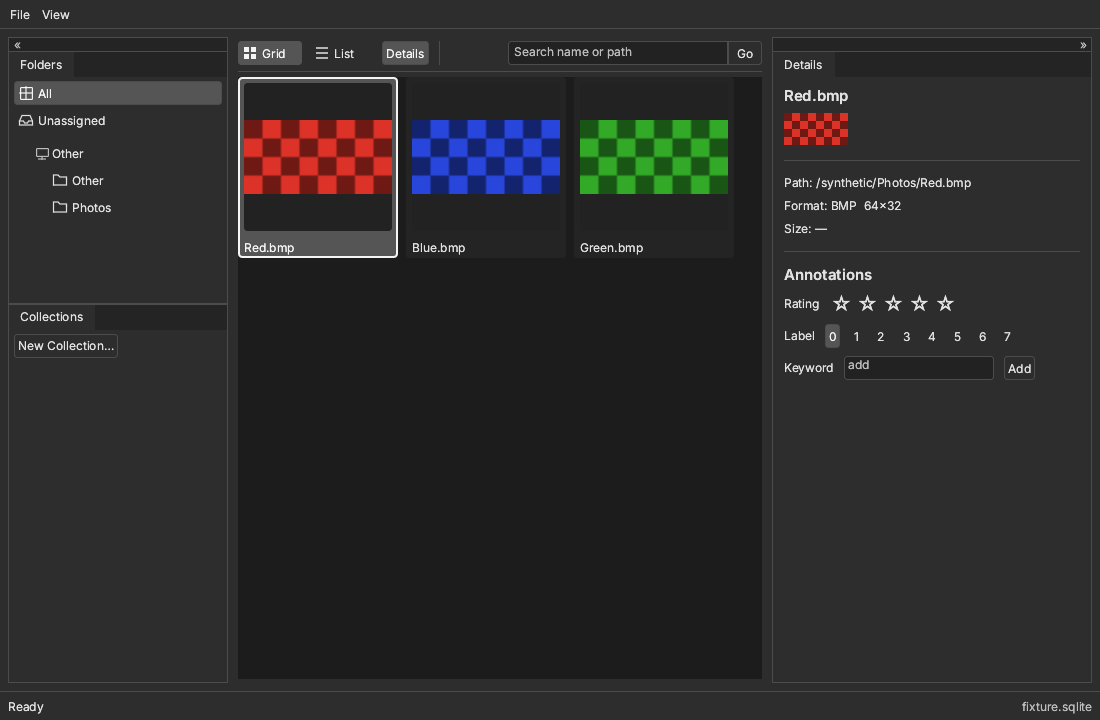 File View
«
Folders
All
Unassigned
Other
Other
Photos
Collections
New Collection...
Grid List Details
Search name or path Go
Red.bmp Blue.bmp Green.bmp
»
Details
Red.bmp
Path: /synthetic/Photos/Red.bmp
Format: BMP 64×32
Size: —
Annotations
Rating ☆ ☆ ☆ ☆ ☆
Label 0 1 2 3 4 5 6 7
Keyword add Add
Ready fixture.sqlite